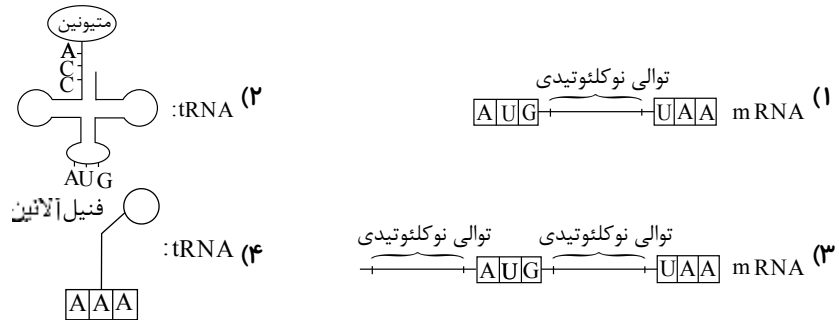 توالی نوکلئوتیدی
۱) mRNA AUG UAA
متیونین
A
C
C
۲) tRNA:
AUG
توالی نوکلئوتیدی توالی نوکلئوتیدی
۳) mRNA AUG UAA
فنیل آلانین
۴) tRNA:
AAA